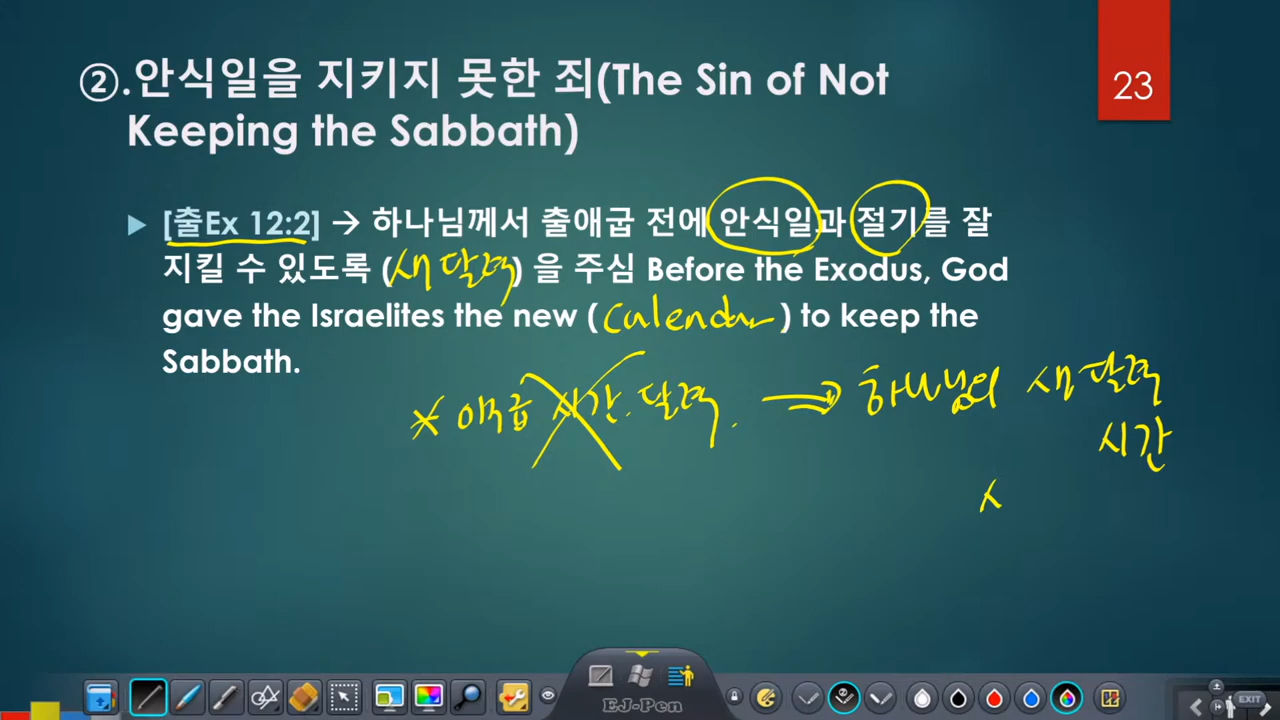 23
②.안식일을 지키지 못한 죄(The Sin of Not
Keeping the Sabbath)
[출Ex 12:2] → 하나님께서 출애굽 전에 안식일과 절기를 잘
지킬 수 있도록 (새달력) 을 주심 Before the Exodus, God
gave the Israelites the new (calendar) to keep the
Sabbath.
애굽 시간. 달력. ⇒ 하나님의 새달력
시간
EJ-Pen
EXIT